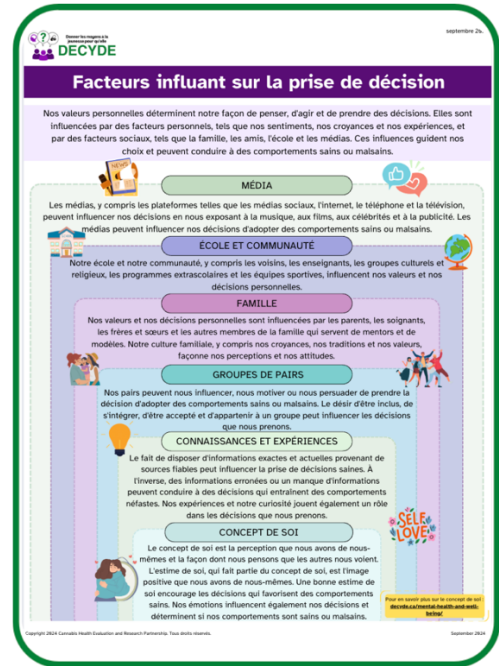 septembre 24.
Donner les moyens à la
jeunesse pour qu'elle
DECYDE
Facteurs influant sur la prise de décision
Nos valeurs personnelles déterminent notre façon de penser, d'agir et de prendre des décisions. Elles sont
influencées par des facteurs personnels, tels que nos sentiments, nos croyances et nos expériences, et
par des facteurs sociaux, tels que la famille, les amis, l'école et les médias. Ces influences guident nos
choix et peuvent conduire à des comportements sains ou malsains.
NEWS
MÉDIA
Les médias, y compris les plateformes telles que les médias sociaux, l'internet, le téléphone et la télévision,
peuvent influencer nos décisions en nous exposant à la musique, aux films, aux célébrités et à la publicité. Les
médias peuvent influencer nos décisions d'adopter des comportements sains ou malsains.
ÉCOLE ET COMMUNAUTÉ
Notre école et notre communauté, y compris les voisins, les enseignants, les groupes culturels et
religieux, les programmes extrascolaires et les équipes sportives, influencent nos valeurs et nos
décisions personnelles.
FAMILLE
Nos valeurs et nos décisions personnelles sont influencées par les parents, les soignants,
les frères et sœurs et les autres membres de la famille qui servent de mentors et de
modèles. Notre culture familiale, y compris nos croyances, nos traditions et nos valeurs,
façonne nos perceptions et nos attitudes.
GROUPES DE PAIRS
Nos pairs peuvent nous influencer, nous motiver ou nous persuader de prendre la
décision d'adopter des comportements sains ou malsains. Le désir d'être inclus, de
s'intégrer, d'être accepté et d'appartenir à un groupe peut influencer les décisions
que nous prenons.
CONNAISSANCES ET EXPÉRIENCES
Le fait de disposer d'informations exactes et actuelles provenant de
sources fiables peut influencer la prise de décisions saines. À
l'inverse, des informations erronées ou un manque d'informations
peuvent conduire à des décisions qui entraînent des comportements
néfastes. Nos expériences et notre curiosité jouent également un rôle
dans les décisions que nous prenons.
SELF
LOVE
CONCEPT DE SOI
Le concept de soi est la perception que nous avons de nous-
mêmes et la façon dont nous pensons que les autres nous voient.
L'estime de soi, qui fait partie du concept de soi, est l'image
positive que nous avons de nous-mêmes. Une bonne estime de
soi encourage les décisions qui favorisent des comportements
sains. Nos émotions influencent également nos décisions et
déterminent si nos comportements sont sains ou malsains.
Pour en savoir plus sur le concept de soi :
decyde.ca/mental-health-and-well-
being/
Copyright 2024 Cannabis Health Evaluation and Research Partnership. Tous droits réservés.
September 2024